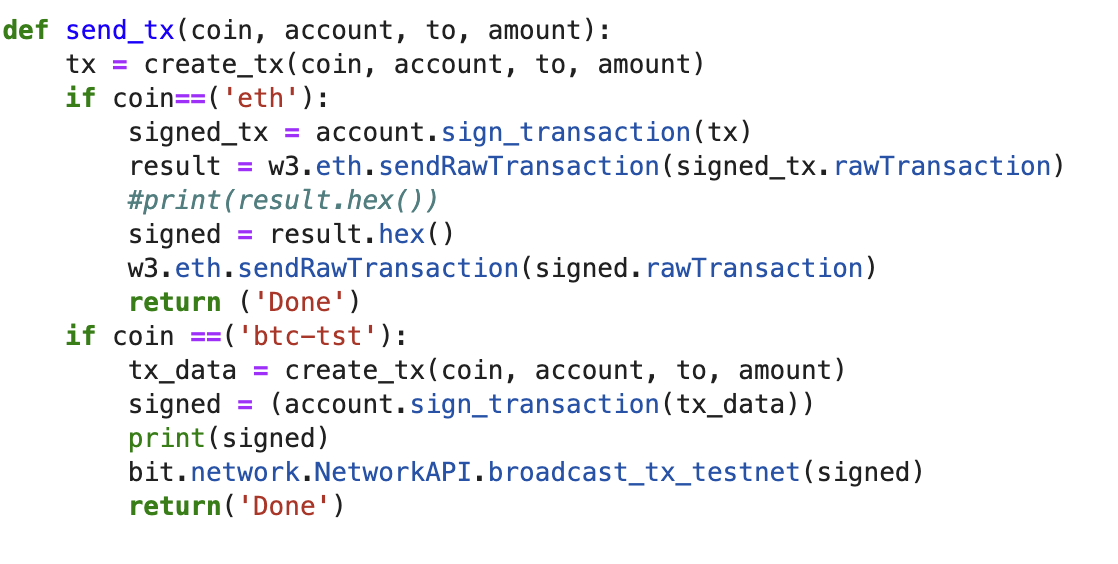 def send_tx(coin, account, to, amount):
    tx = create_tx(coin, account, to, amount)
    if coin==('eth'):
        signed_tx = account.sign_transaction(tx)
        result = w3.eth.sendRawTransaction(signed_tx.rawTransaction)
        #print(result.hex())
        signed = result.hex()
        w3.eth.sendRawTransaction(signed.rawTransaction)
        return ('Done')
    if coin ==('btc-tst'):
        tx_data = create_tx(coin, account, to, amount)
        signed = (account.sign_transaction(tx_data))
        print(signed)
        bit.network.NetworkAPI.broadcast_tx_testnet(signed)
        return('Done')